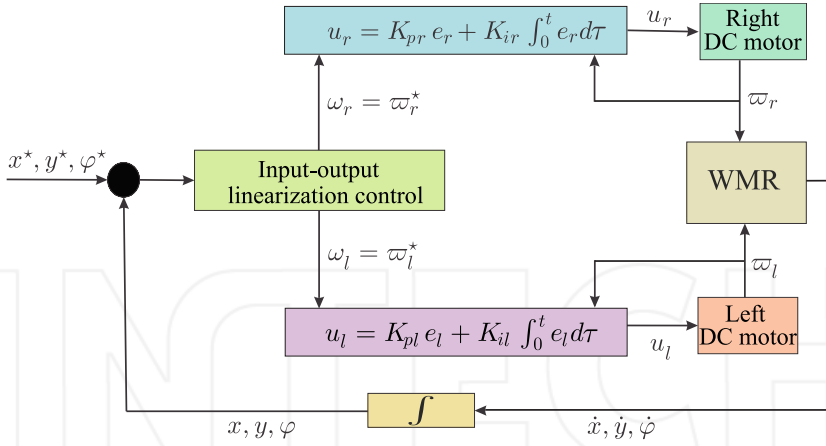 u_r = K_{pr} e_r + K_{ir} ∫_0^t e_r dτ
u_r
Right
DC motor
ω_r = ϖ_r^⋆
ϖ_r
x^⋆, y^⋆, φ^⋆
Input-output
linearization control
WMR
ω_l = ϖ_l^⋆
ϖ_l
u_l = K_{pl} e_l + K_{il} ∫_0^t e_l dτ
u_l
Left
DC motor
x, y, φ
∫
ẋ, ẏ, φ̇
INTECH